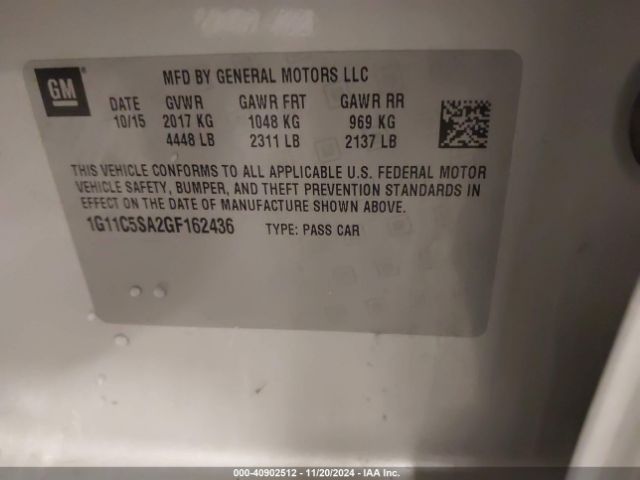 GM ®
MFD BY GENERAL MOTORS LLC
DATE GVWR GAWR FRT GAWR RR
10/15 2017 KG 1048 KG 969 KG
4448 LB 2311 LB 2137 LB
THIS VEHICLE CONFORMS TO ALL APPLICABLE U.S. FEDERAL MOTOR
VEHICLE SAFETY, BUMPER, AND THEFT PREVENTION STANDARDS IN
EFFECT ON THE DATE OF MANUFACTURE SHOWN ABOVE.
1G11C5SA2GF162436 TYPE: PASS CAR
000-40902512 - 11/20/2024 - IAA Inc.